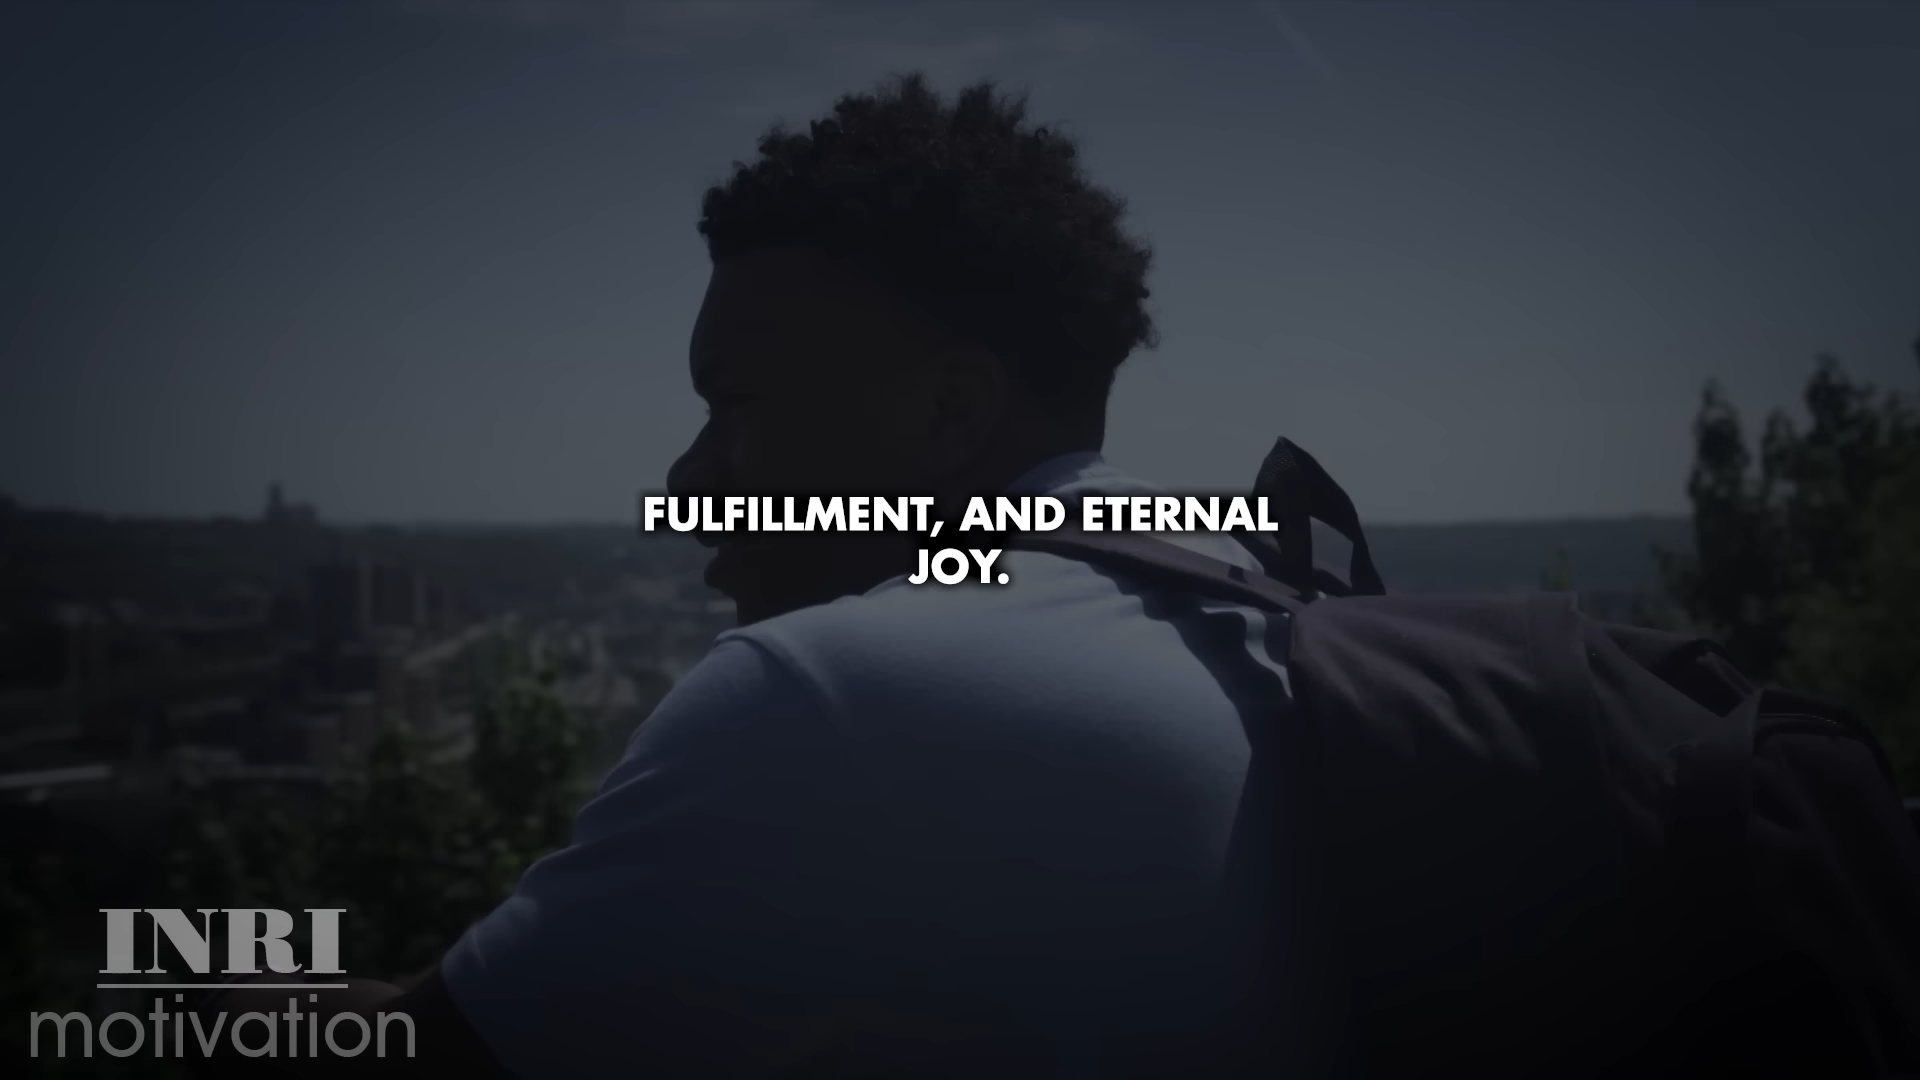 FULFILLMENT, AND ETERNAL
JOY.
INRI
motivation